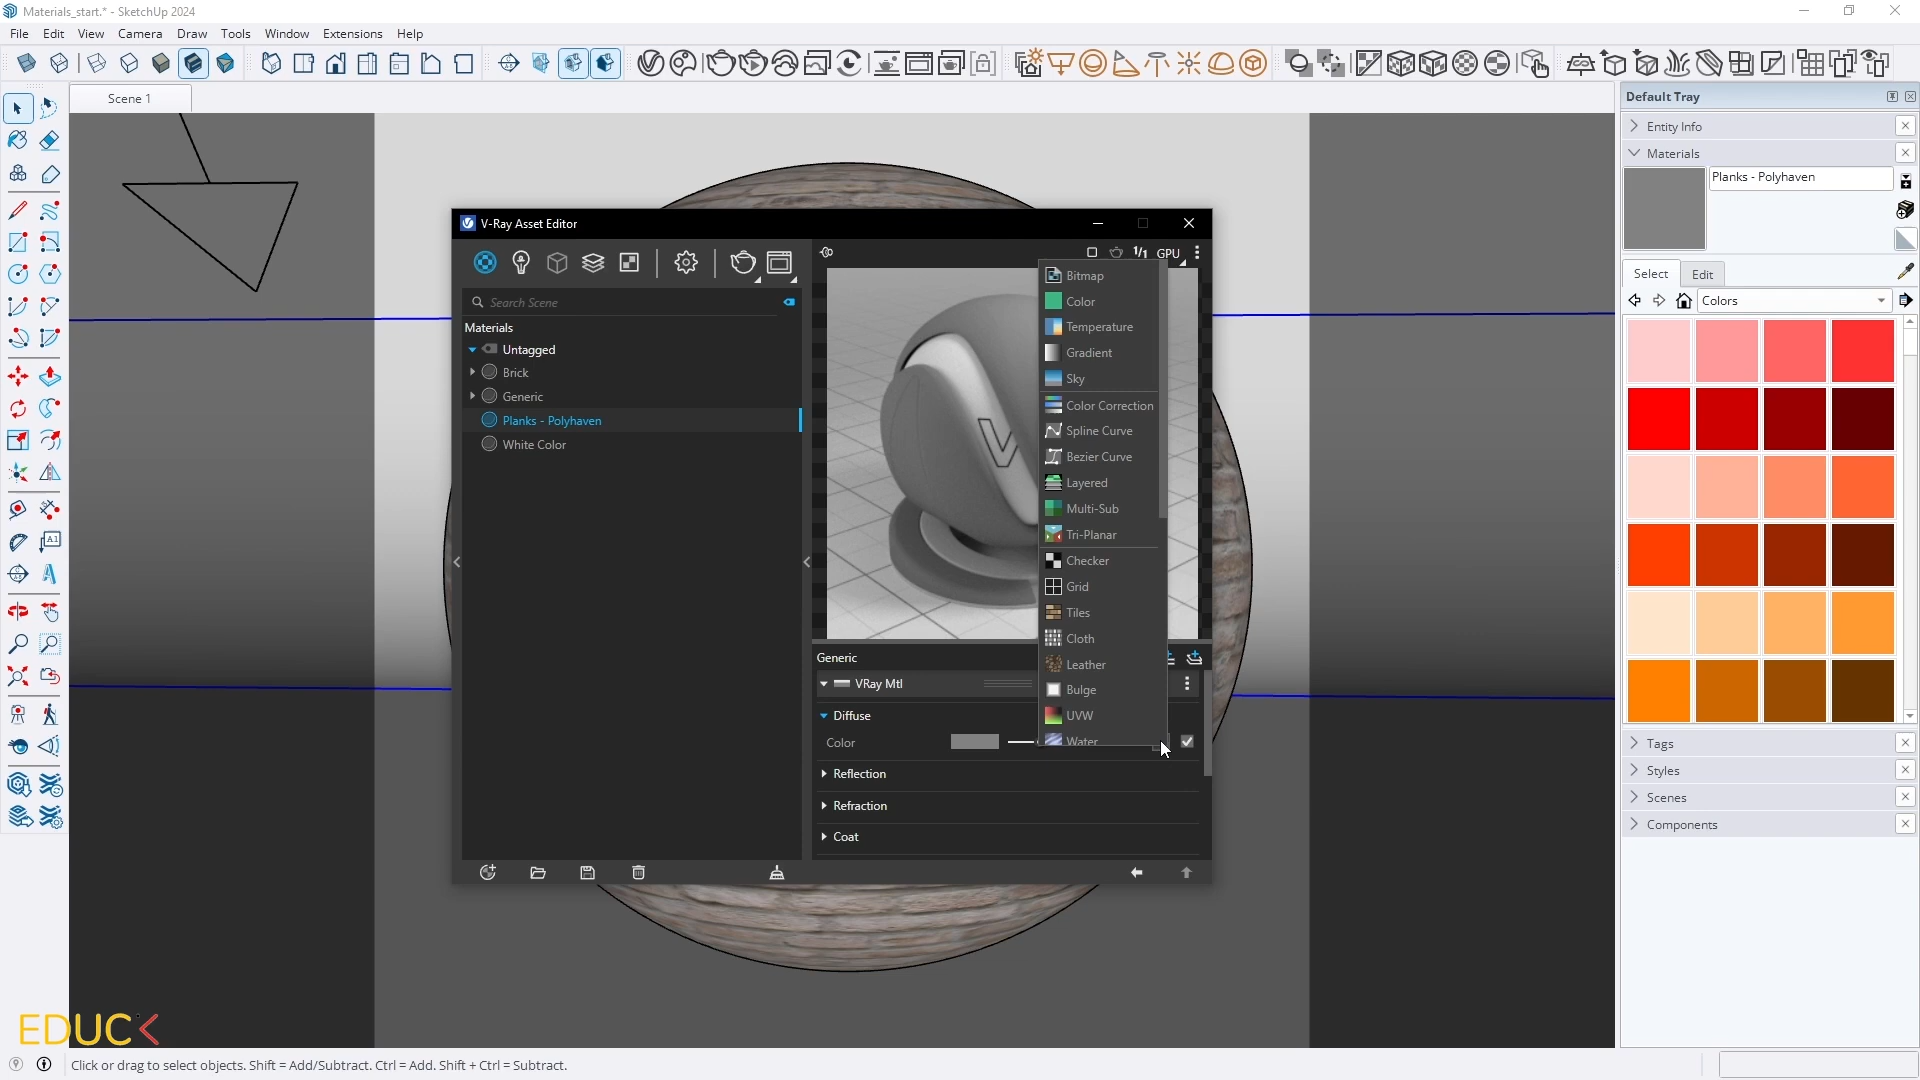 Materials_start.* - SketchUp 2024
File Edit View Camera Draw Tools Window Extensions Help
Scene 1
Default Tray
Entity Info
Materials
Planks - Polyhaven
Select Edit
Colors
Tags
Styles
Scenes
Components
V-Ray Asset Editor
1/1 GPU
Search Scene
Materials
Untagged
Brick
Generic
Planks - Polyhaven
White Color
Bitmap
Color
Temperature
Gradient
Sky
Color Correction
Spline Curve
Bezier Curve
Layered
Multi-Sub
Tri-Planar
Checker
Grid
Tiles
Cloth
Leather
Bulge
UVW
Water
Generic
VRay Mtl
Diffuse
Color
Reflection
Refraction
Coat
EDUC
Click or drag to select objects. Shift = Add/Subtract. Ctrl = Add. Shift + Ctrl = Subtract.